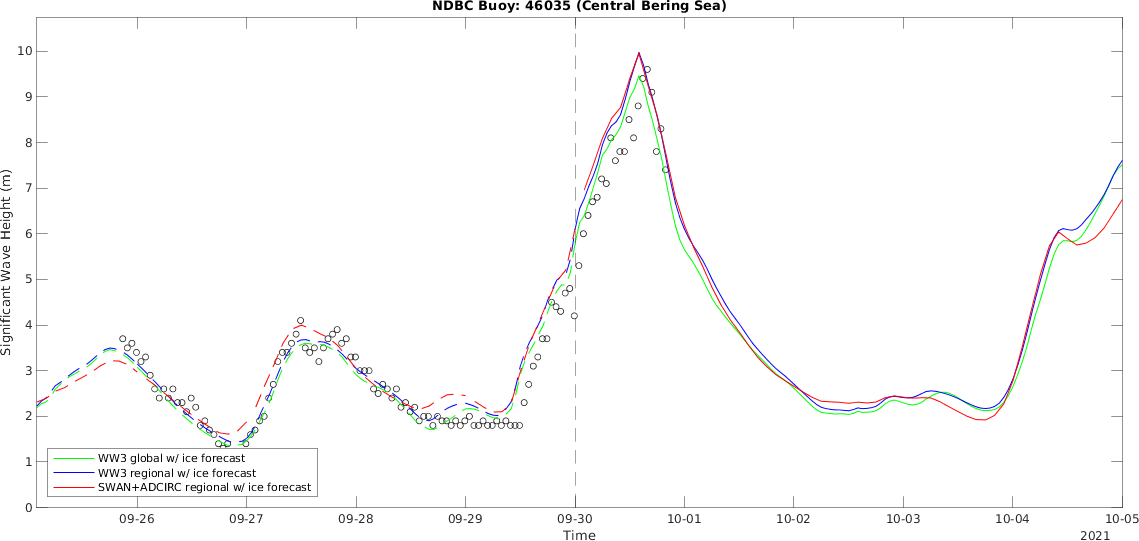 NDBC Buoy: 46035 (Central Bering Sea)
Significant Wave Height (m)
10
9
8
7
6
5
4
3
2
1
0
WW3 global w/ ice forecast
WW3 regional w/ ice forecast
SWAN+ADCIRC regional w/ ice forecast
09-26 09-27 09-28 09-29 09-30 10-01 10-02 10-03 10-04 10-05
Time
2021